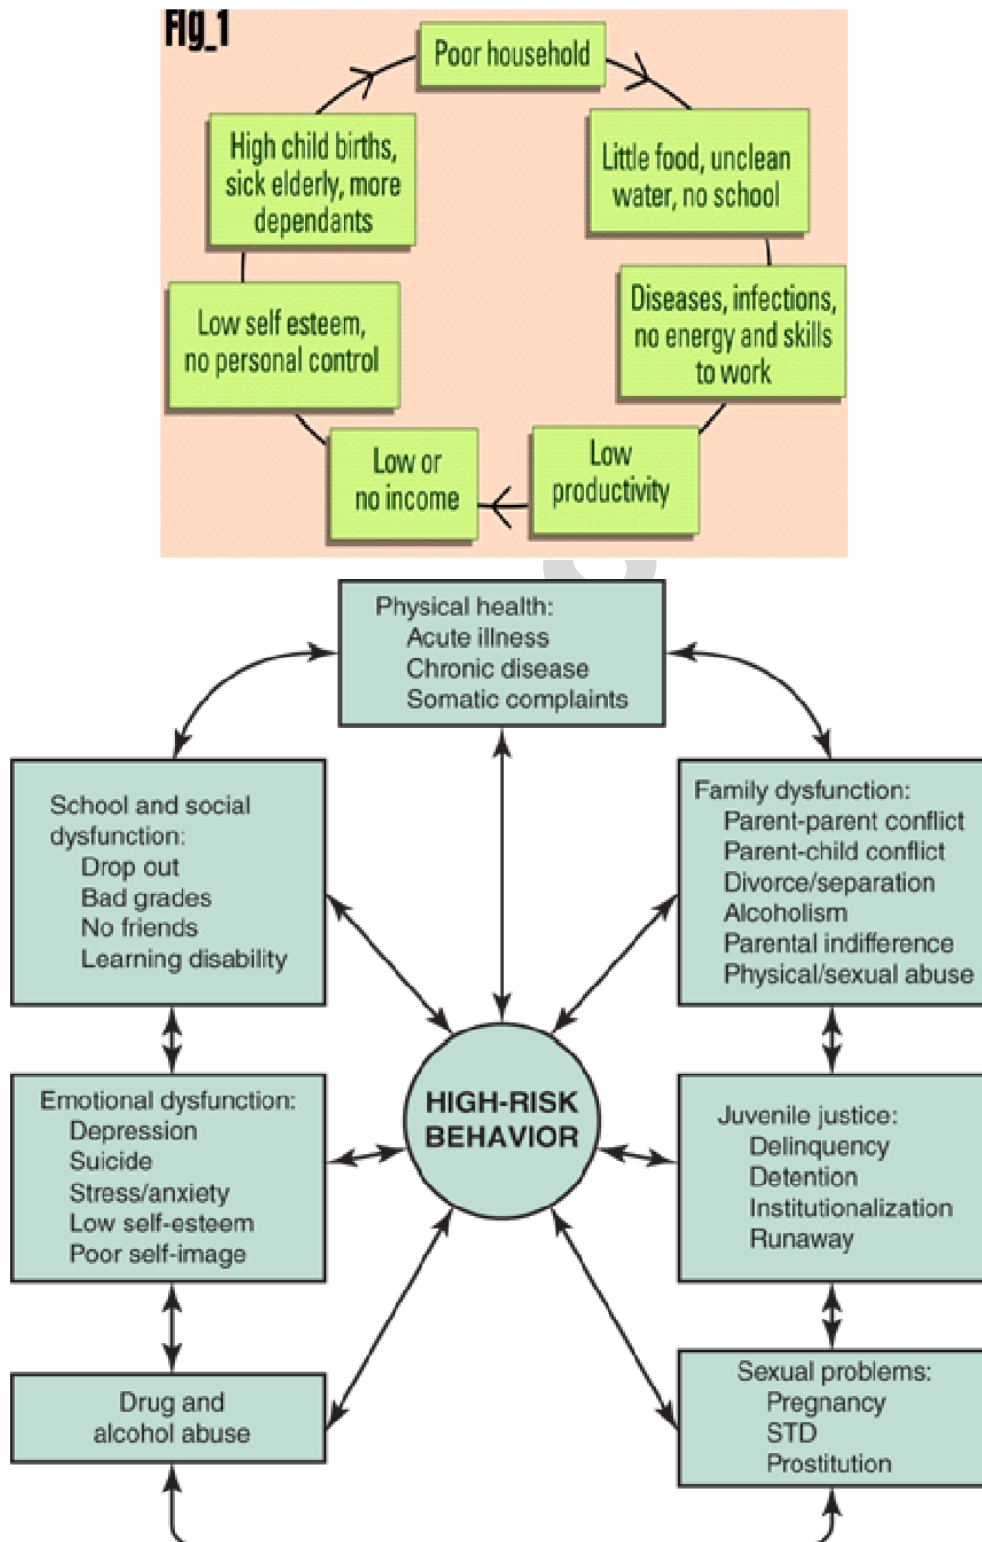 Fig_1
Poor household
Little food, unclean
water, no school
Diseases, infections,
no energy and skills
to work
Low
productivity
Low or
no income
Low self esteem,
no personal control
High child births,
sick elderly, more
dependants
Physical health:
Acute illness
Chronic disease
Somatic complaints
School and social
dysfunction:
Drop out
Bad grades
No friends
Learning disability
Family dysfunction:
Parent-parent conflict
Parent-child conflict
Divorce/separation
Alcoholism
Parental indifference
Physical/sexual abuse
HIGH-RISK
BEHAVIOR
Emotional dysfunction:
Depression
Suicide
Stress/anxiety
Low self-esteem
Poor self-image
Juvenile justice:
Delinquency
Detention
Institutionalization
Runaway
Drug and
alcohol abuse
Sexual problems:
Pregnancy
STD
Prostitution